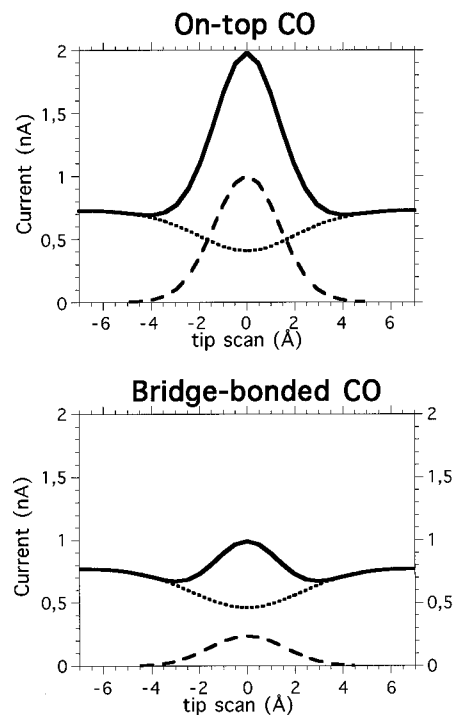 On-top CO
2
1,5
1
0,5
0
Current (nA)
-6 -4 -2 0 2 4 6
tip scan (Å)
Bridge-bonded CO
2 2
1,5 1,5
1 1
0,5 0,5
0 0
Current (nA)
-6 -4 -2 0 2 4 6
tip scan (Å)